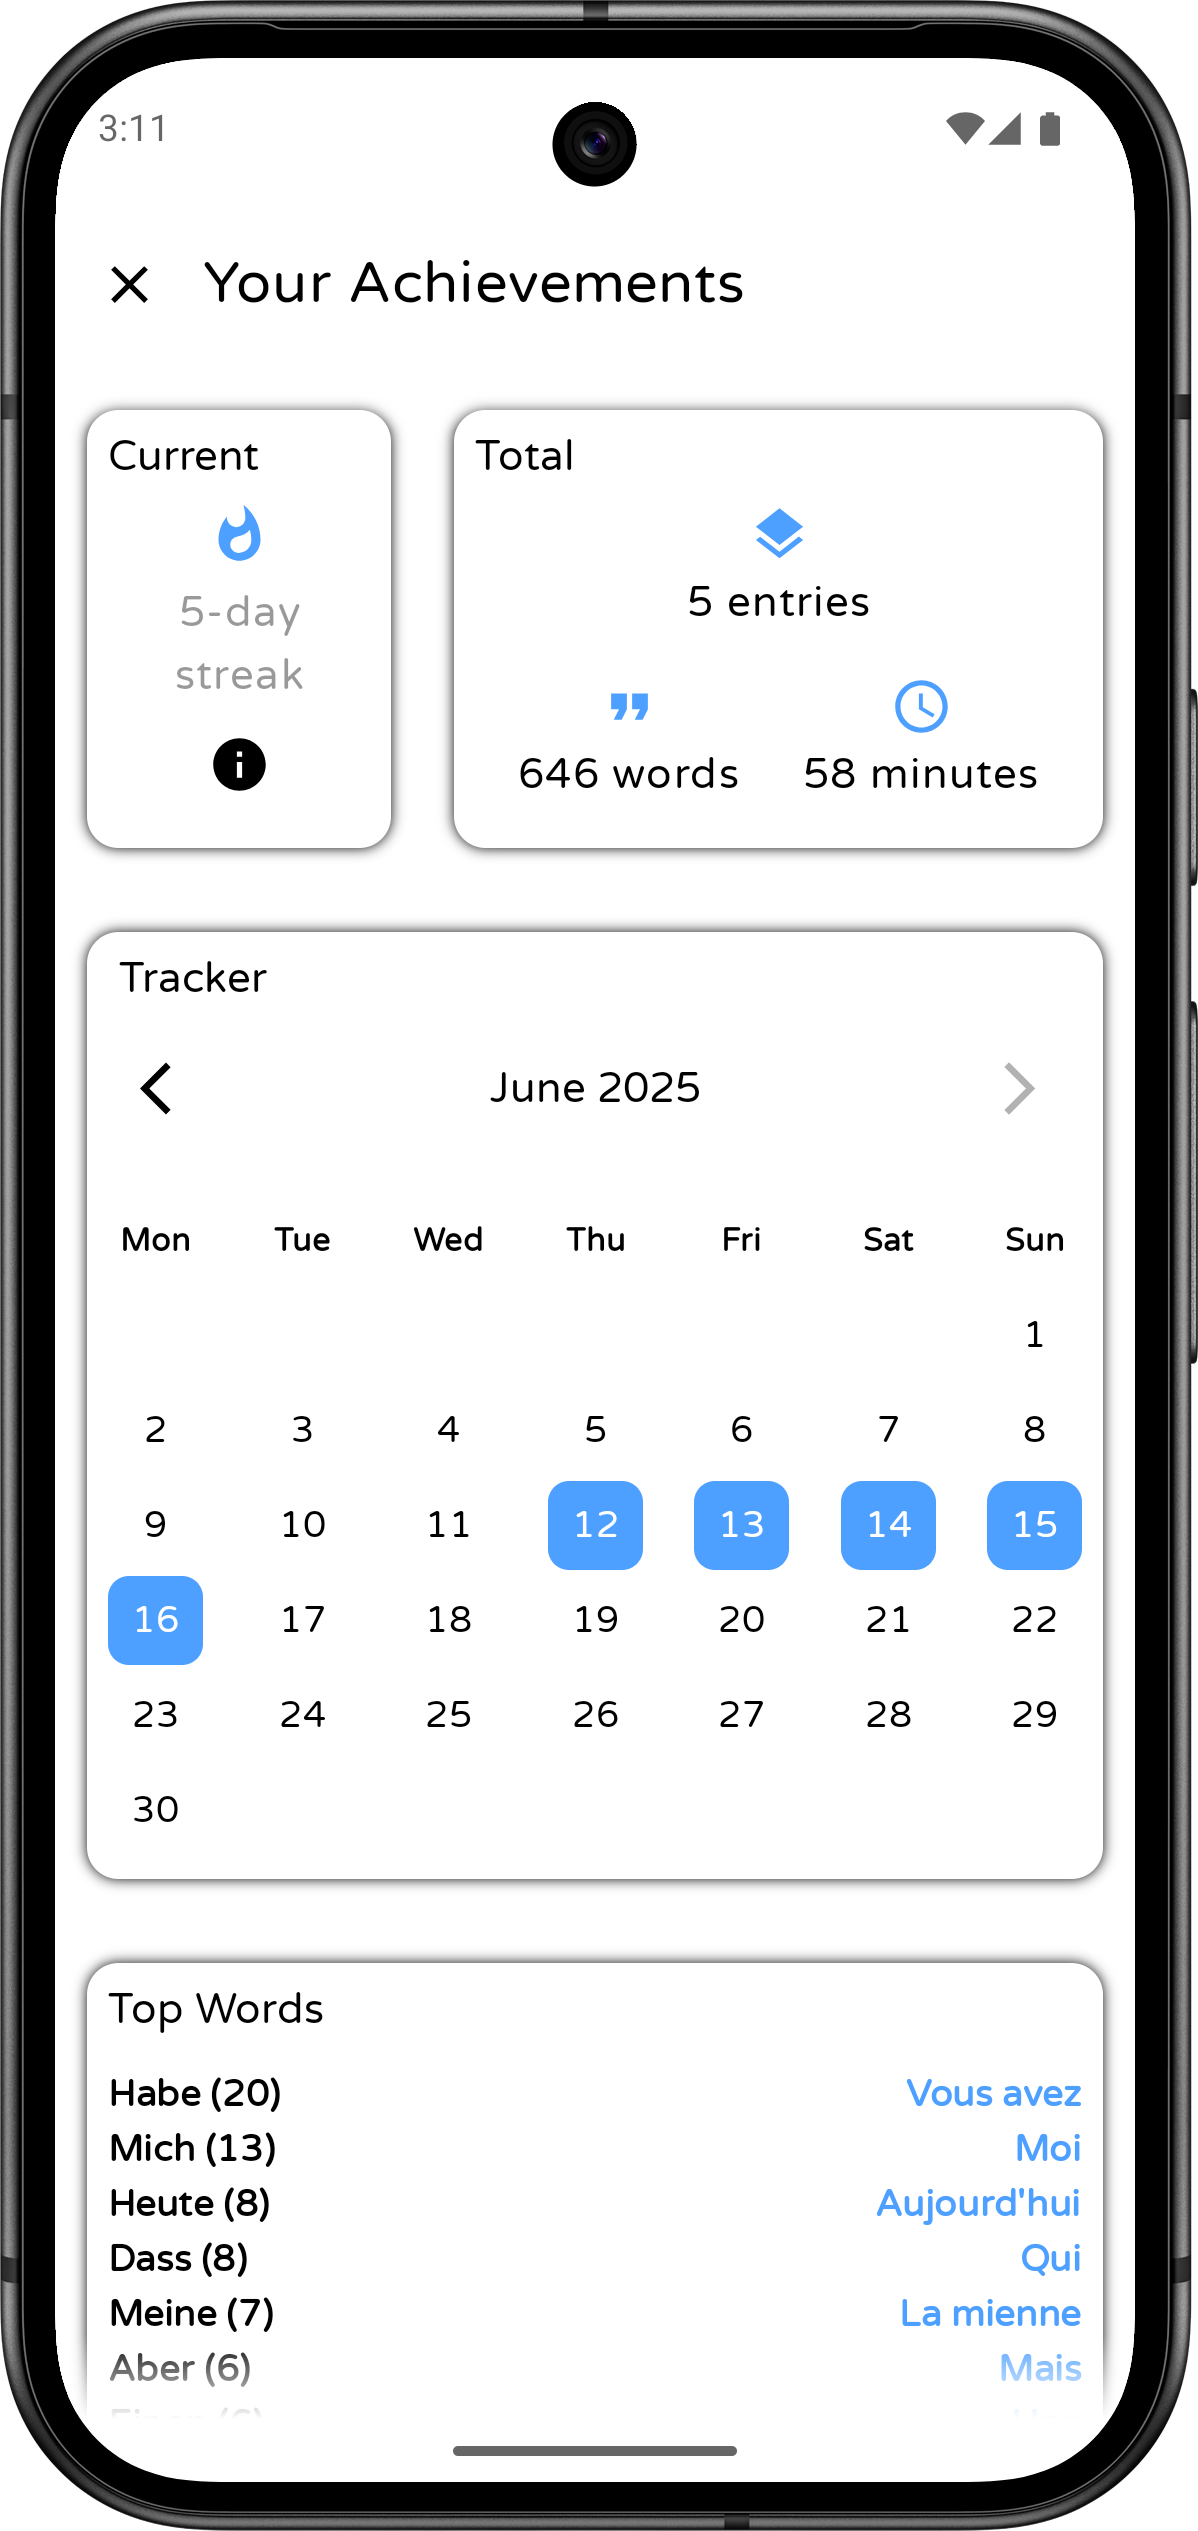 3:11
Your Achievements
Current
5-day
streak
Total
5 entries
646 words
58 minutes
Tracker
June 2025
Mon Tue Wed Thu Fri Sat Sun
1
2 3 4 5 6 7 8
9 10 11 12 13 14 15
16 17 18 19 20 21 22
23 24 25 26 27 28 29
30
Top Words
Habe (20) Vous avez
Mich (13) Moi
Heute (8) Aujourd'hui
Dass (8) Qui
Meine (7) La mienne
Aber (6) Mais